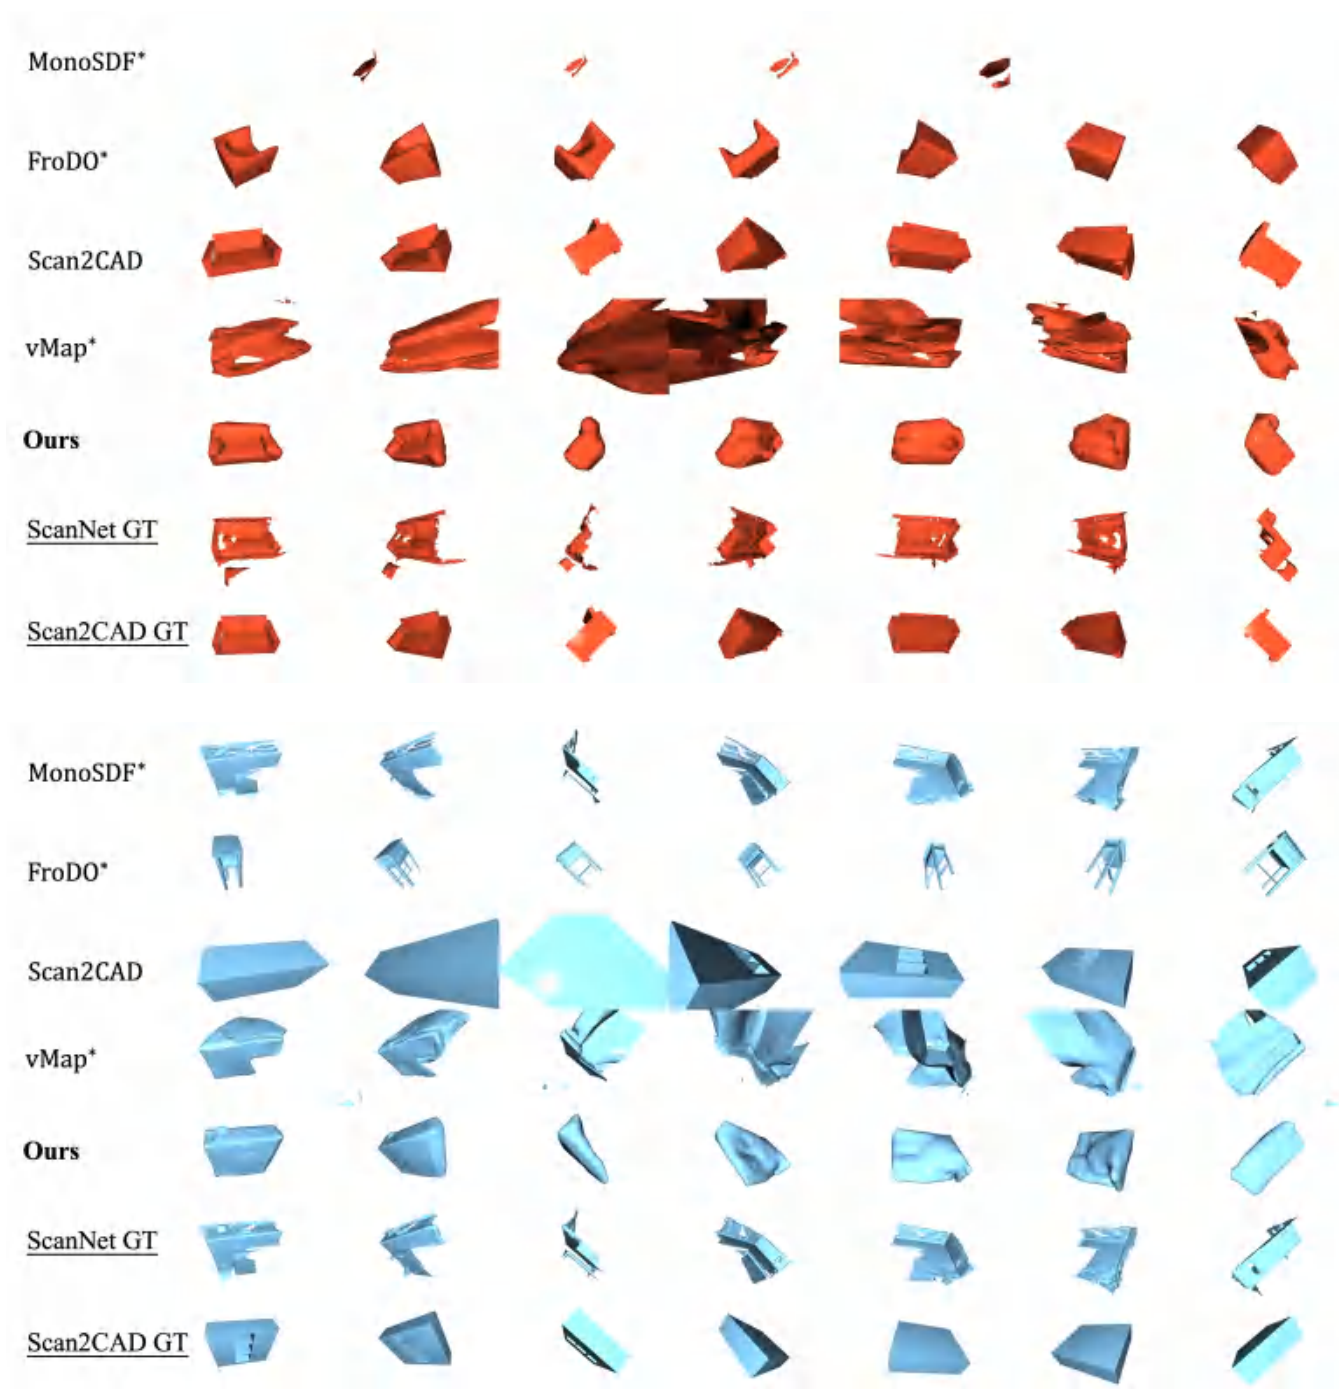 MonoSDF*
FroDO*
Scan2CAD
vMap*
Ours
ScanNet GT
Scan2CAD GT
MonoSDF*
FroDO*
Scan2CAD
vMap*
Ours
ScanNet GT
Scan2CAD GT